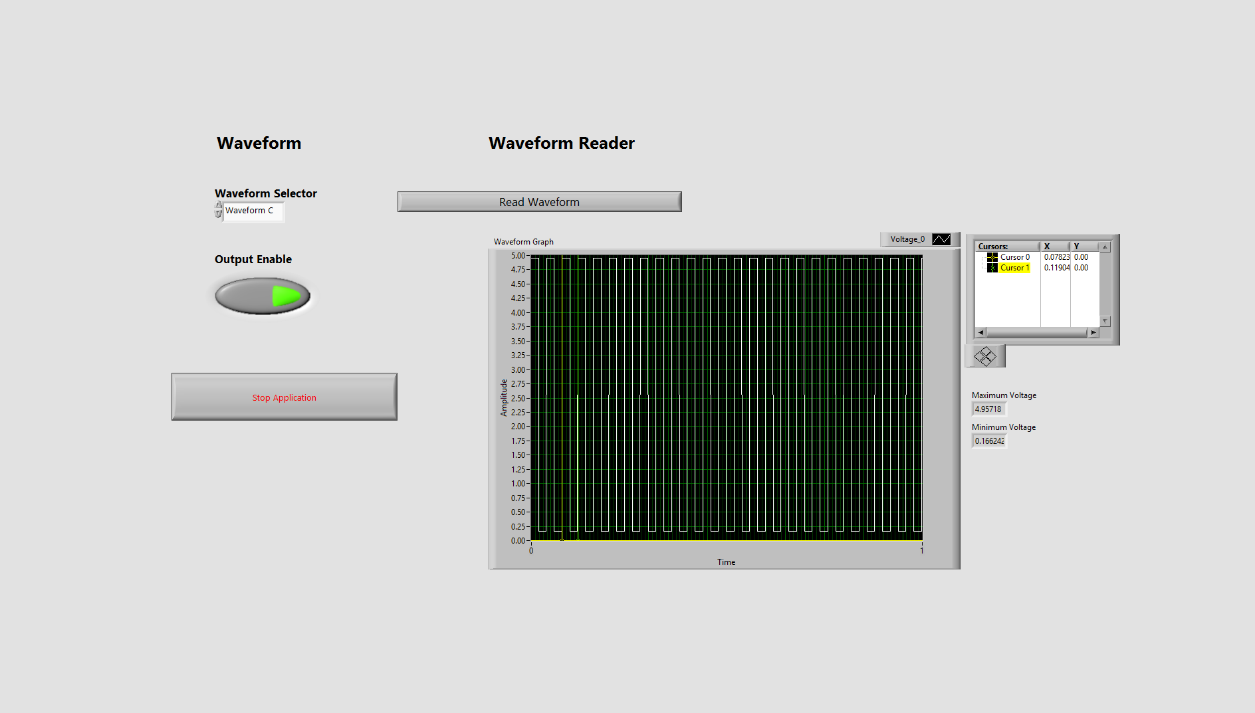 Waveform
Waveform Reader
Waveform Selector
Waveform C
Read Waveform
Output Enable
Stop Application
Waveform Graph
Voltage_0
Amplitude
5.00
4.75
4.50
4.25
4.00
3.75
3.50
3.25
3.00
2.75
2.50
2.25
2.00
1.75
1.50
1.25
1.00
0.75
0.50
0.25
0.00
0 1
Time
Cursors: X Y
Cursor 0 0.07823 0.00
Cursor 1 0.11904 0.00
Maximum Voltage
4.95718
Minimum Voltage
0.166242